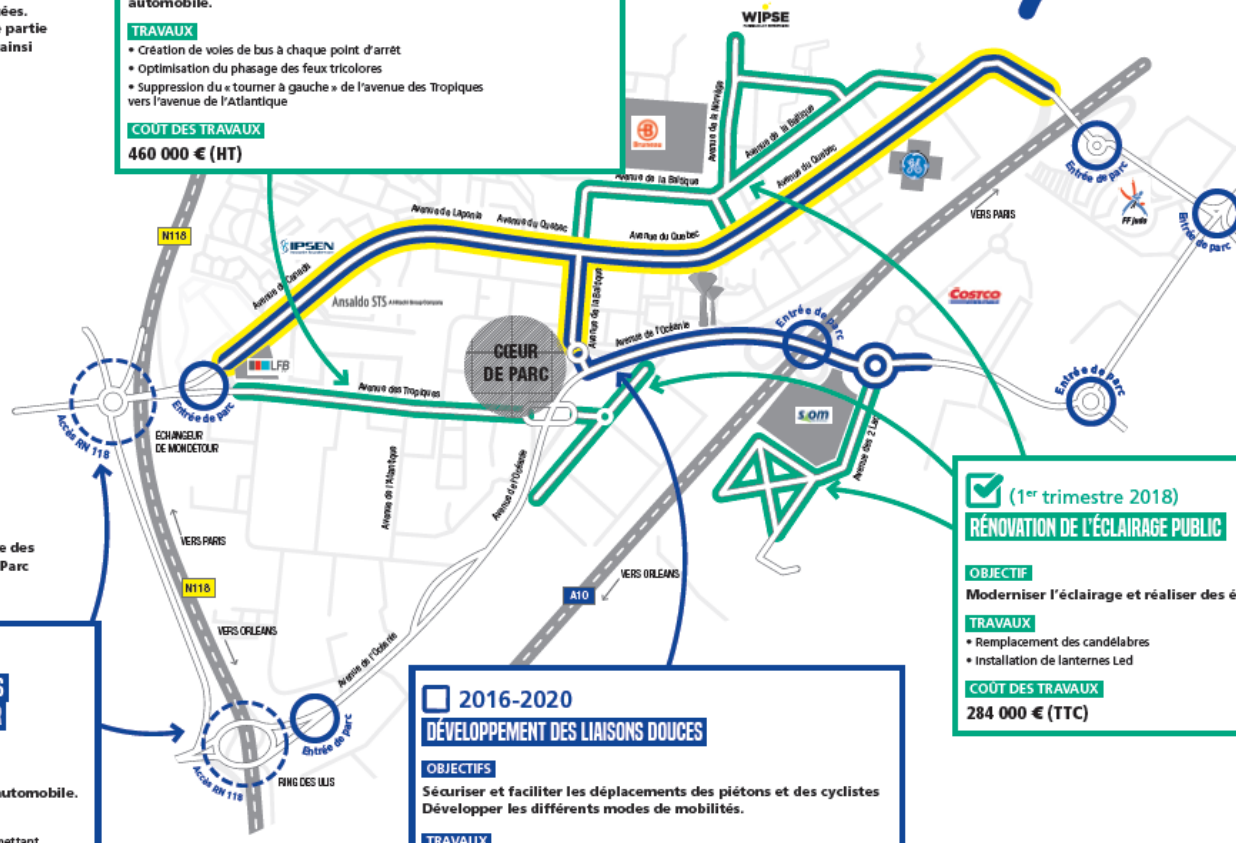 ées.
partie
ainsi
automobile.
TRAVAUX
• Création de voies de bus à chaque point d'arrêt
• Optimisation du phasage des feux tricolores
• Suppression du « tourner à gauche » de l'avenue des Tropiques
vers l'avenue de l'Atlantique
COÛT DES TRAVAUX
460 000 € (HT)
WIPSE
Bruneau
Avenue de la Norvège
Avenue de la Baltique
Avenue du Quebec
Avenue de la Baltique
Entrée de parc
FF Judo
Entrée de parc
VERS PARIS
N118
IPSEN
Avenue de Laponie
Avenue du Québec
Avenue du Quebec
Avenue du Canada
Ansaldo STS
Avenue de la Baltique
COSTCO
Avenue de l'Océanie
Entrée de parc
CŒUR
DE PARC
LFB
Avenue des Tropiques
Entrée de parc
Entrée de parc
Accès RN 118
ECHANGEUR
DE MONDETOUR
siom
Avenue des 2 Lacs
Avenue de l'Atlantique
Avenue de l'Océanie
VERS PARIS
N118
VERS ORLEANS
A10
VERS ORLEANS
Avenue de l'Océanie
Entrée de parc
Accès RN 118
RING DES ULIS
(1er trimestre 2018)
RÉNOVATION DE L'ÉCLAIRAGE PUBLIC
OBJECTIF
Moderniser l'éclairage et réaliser des é
TRAVAUX
• Remplacement des candélabres
• Installation de lanternes Led
COÛT DES TRAVAUX
284 000 € (TTC)
e des
Parc
S
utomobile.
ettant
2016-2020
DÉVELOPPEMENT DES LIAISONS DOUCES
OBJECTIFS
Sécuriser et faciliter les déplacements des piétons et des cyclistes
Développer les différents modes de mobilités.
TRAVAUX